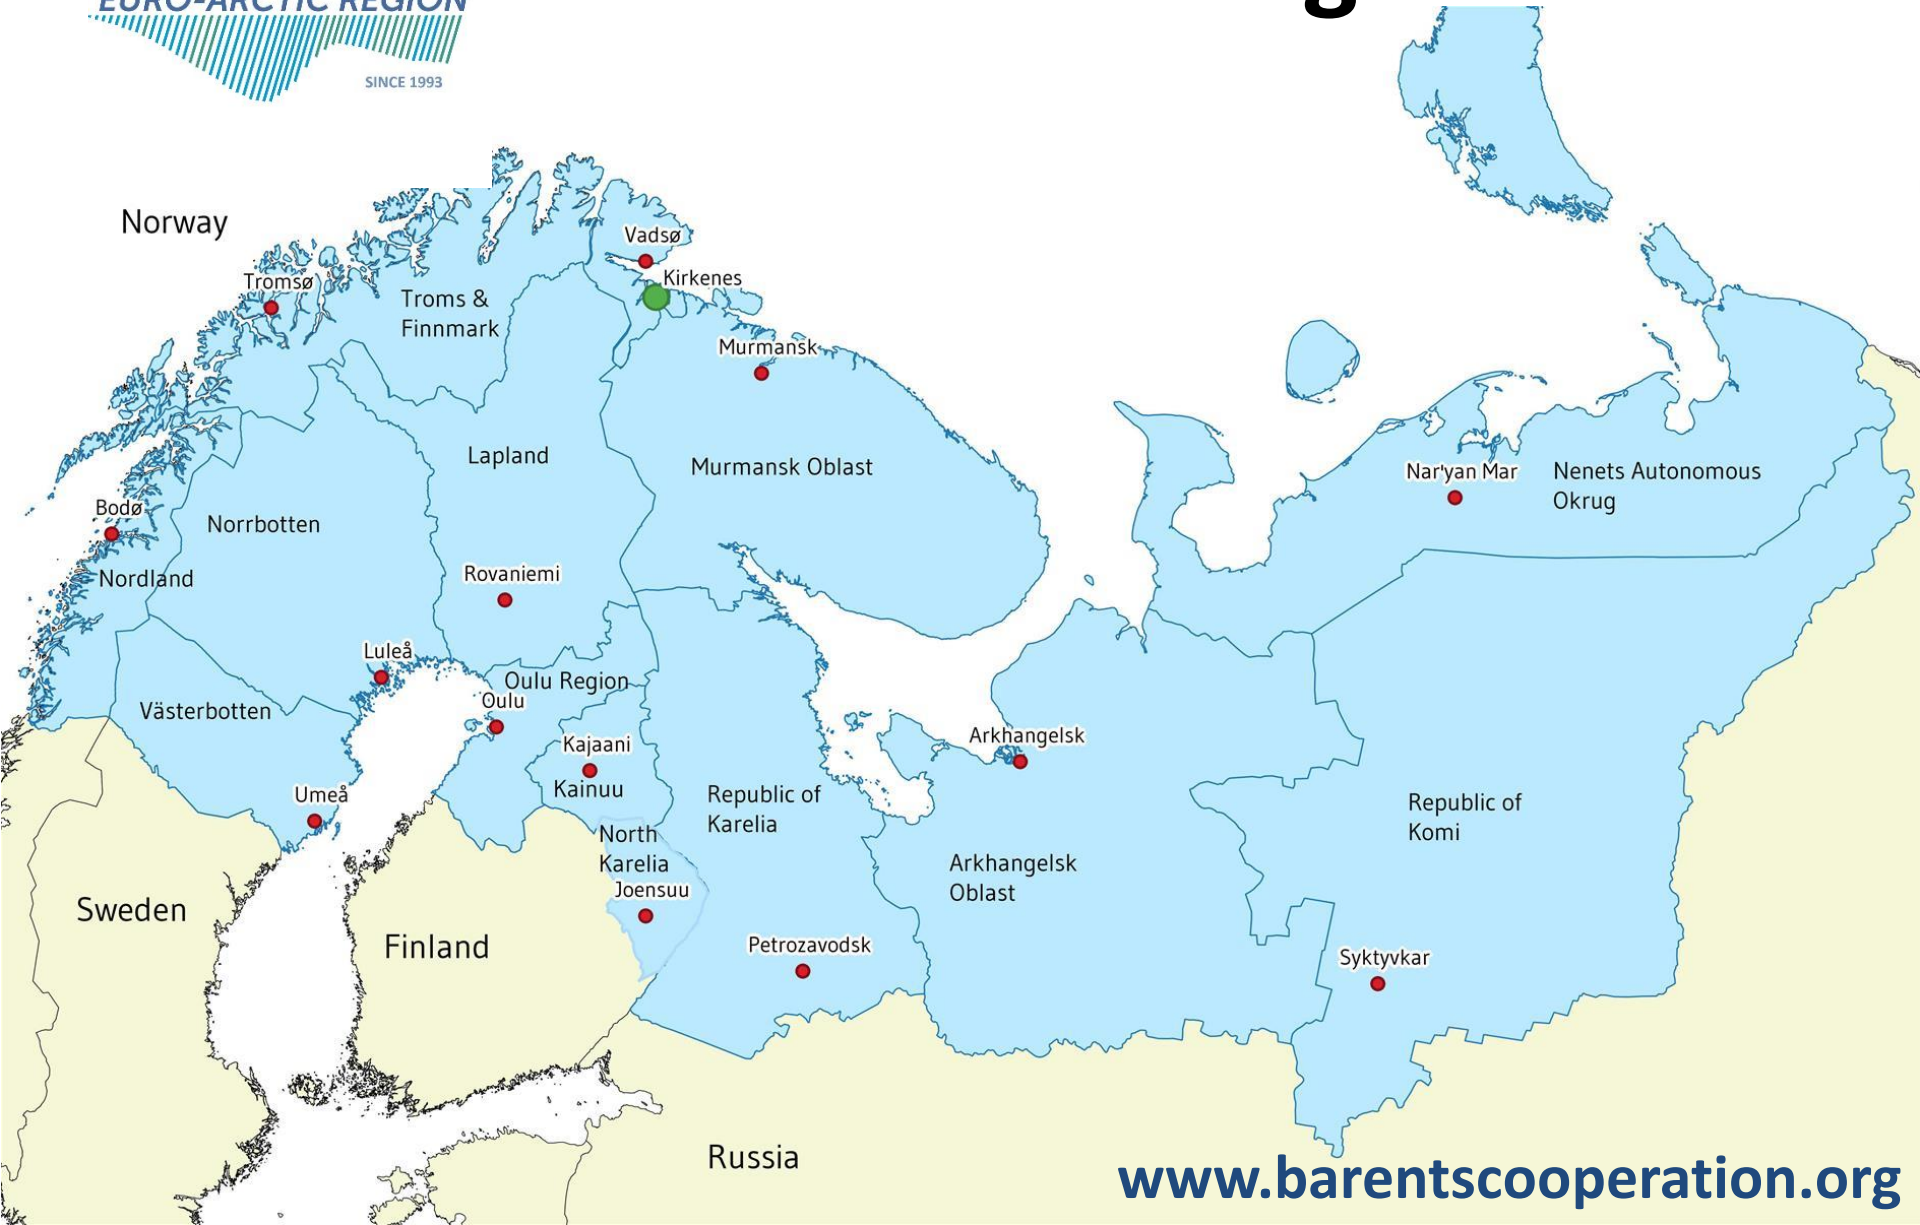 EURO-ARCTIC REGION
SINCE 1993
Norway
Vadsø
Kirkenes
Tromsø
Troms &
Finnmark
Murmansk
Lapland
Murmansk Oblast
Nar'yan Mar
Nenets Autonomous
Okrug
Bodø
Norrbotten
Nordland
Rovaniemi
Luleå
Oulu Region
Oulu
Västerbotten
Arkhangelsk
Kajaani
Kainuu
Umeå
Republic of
Karelia
Republic of
Komi
North
Karelia
Joensuu
Arkhangelsk
Oblast
Sweden
Finland
Petrozavodsk
Syktyvkar
Russia
www.barentscooperation.org